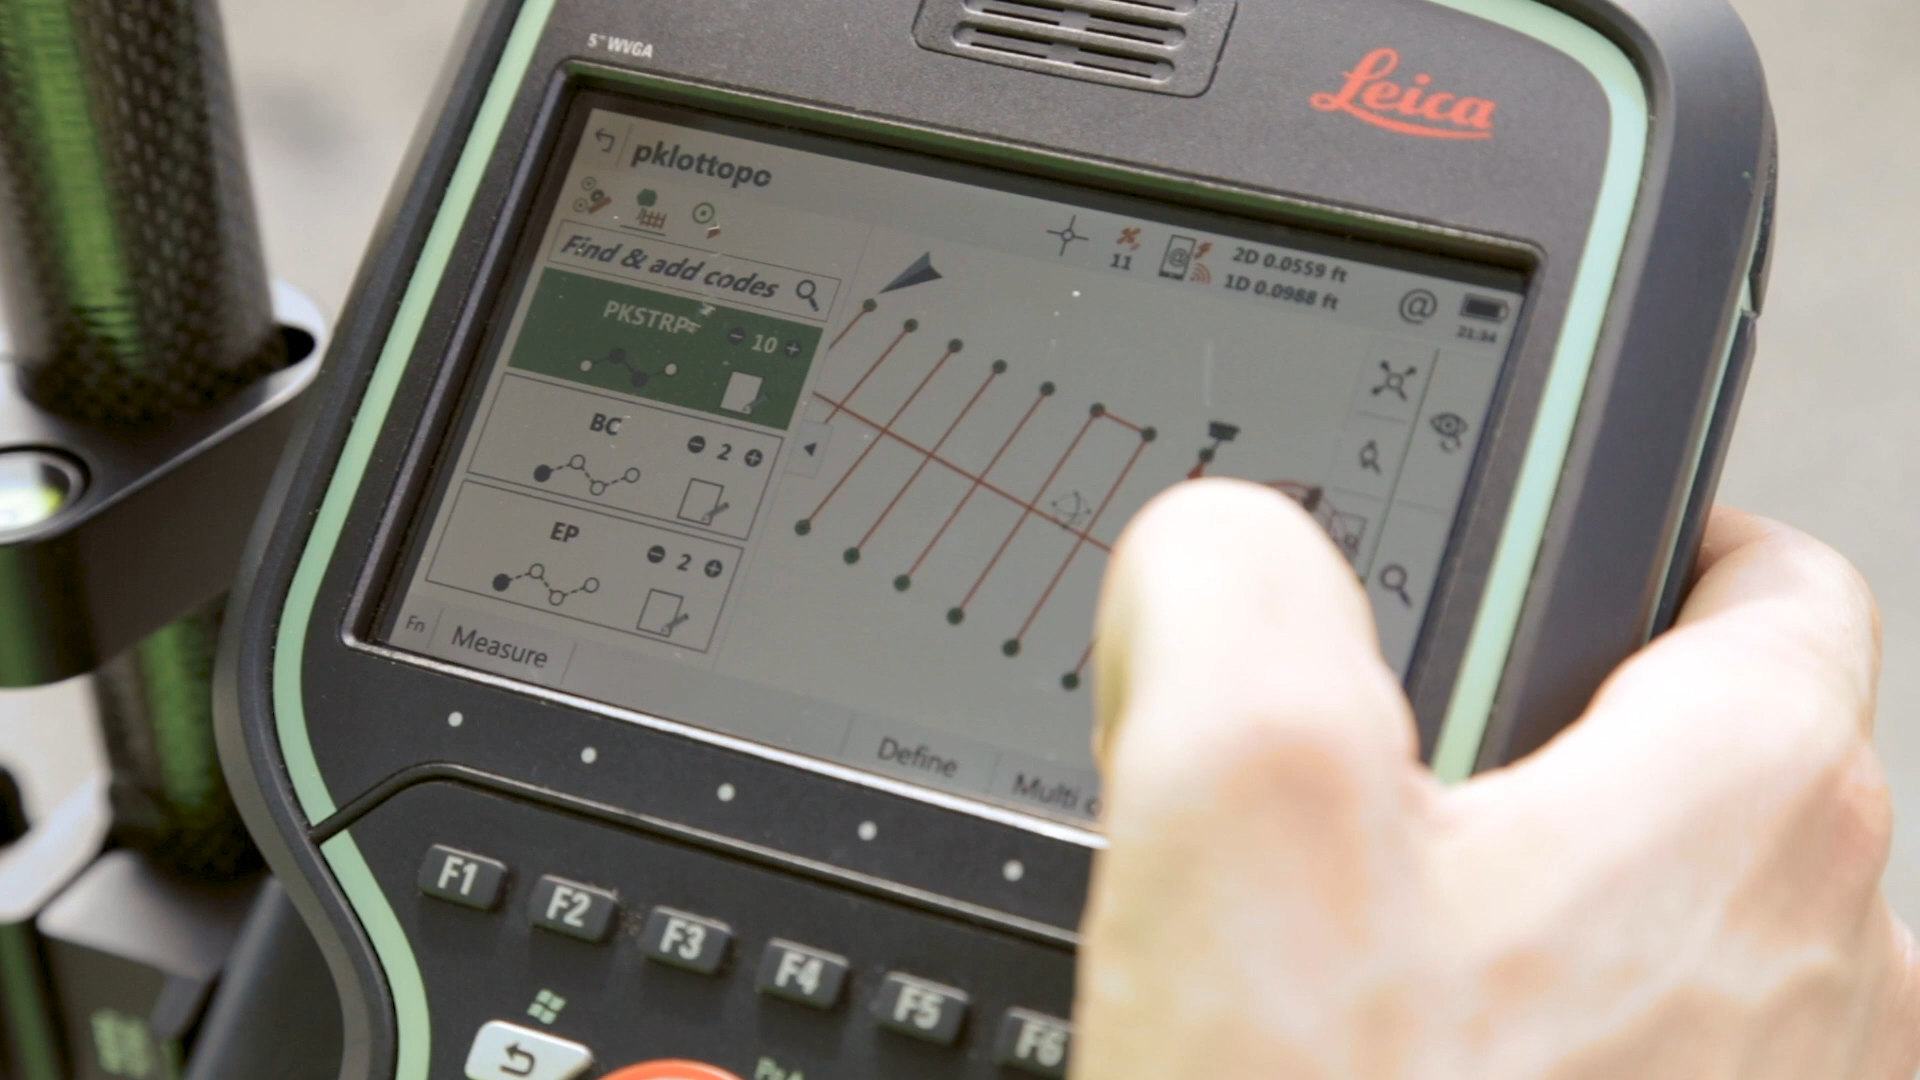 5" WVGA
Leica
pklottopo
Find & add codes
11
2D 0.0559 ft
1D 0.0988 ft
@
@
21:34
PKSTRP
10
BC
2
EP
2
Fn
Measure
Define
Multi
F1
F2
F3
F4
F5
F6